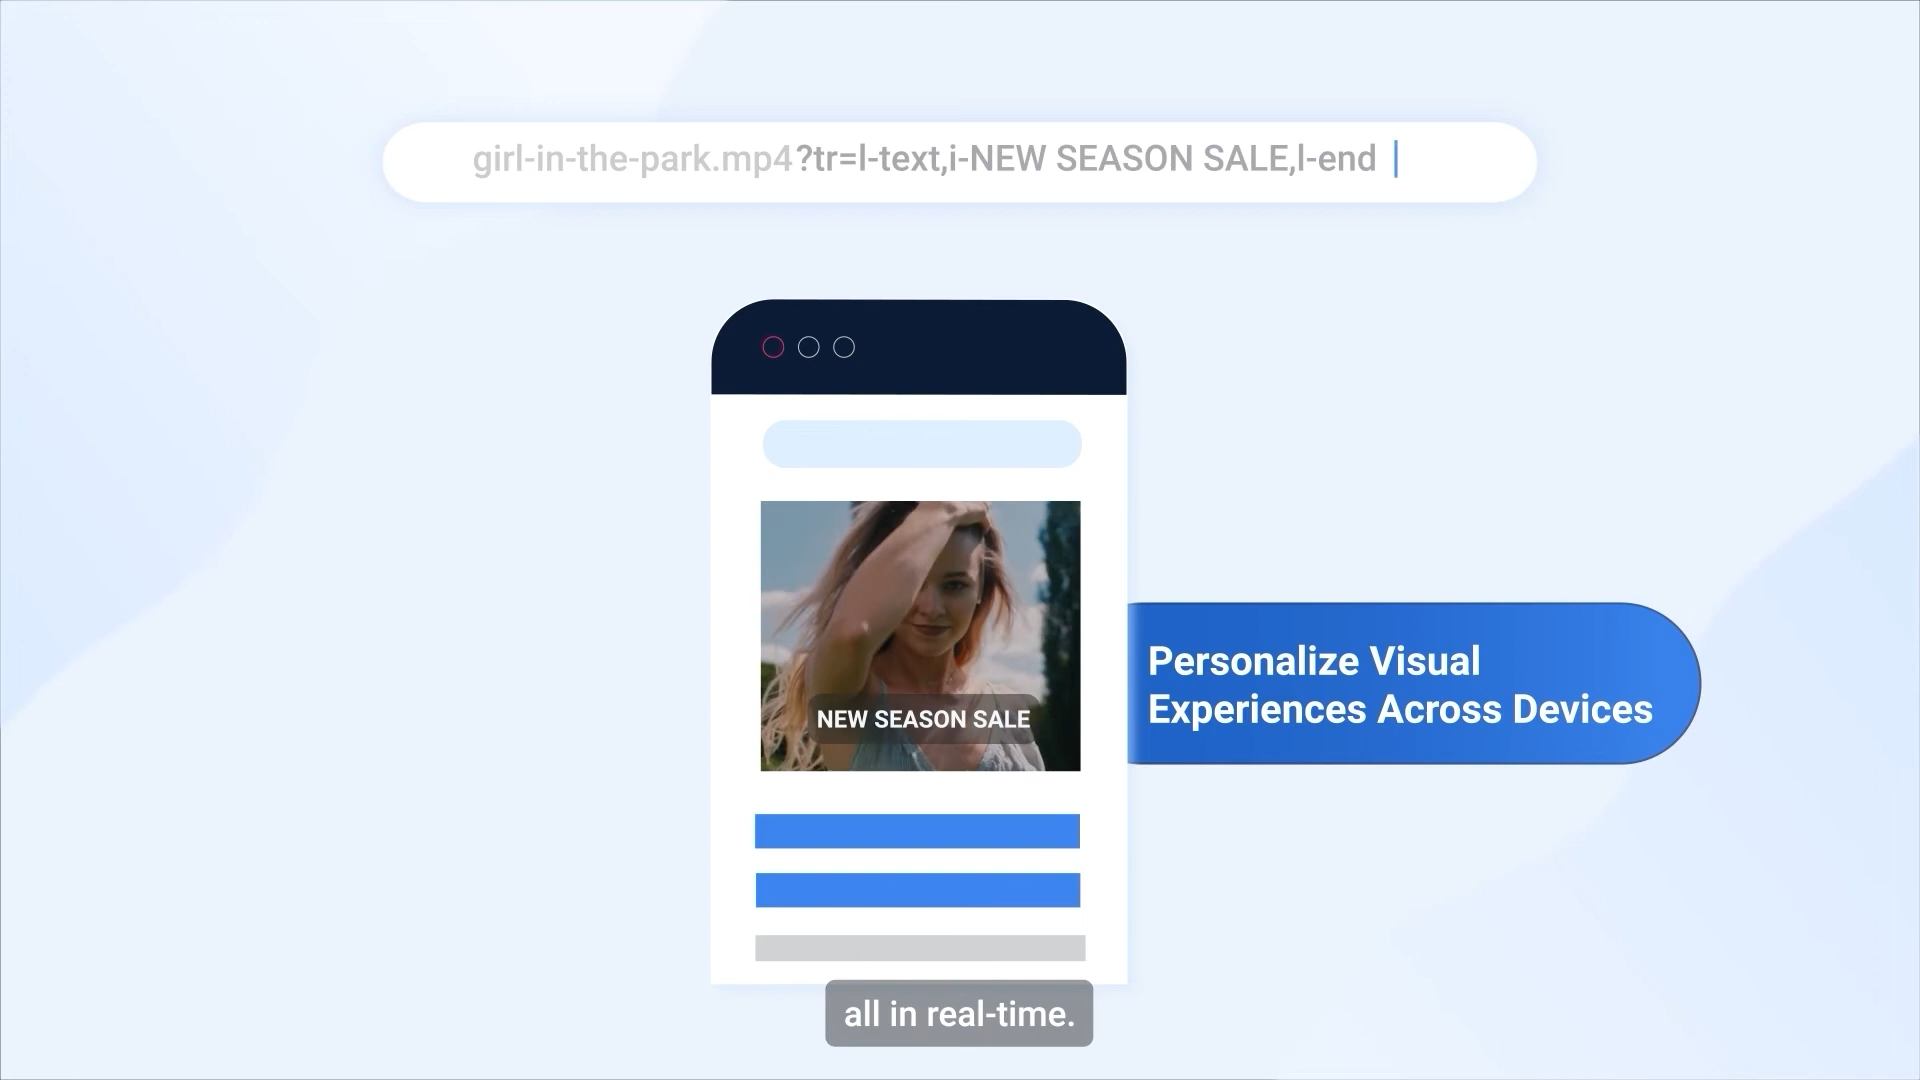 girl-in-the-park.mp4?tr=l-text,i-NEW SEASON SALE,l-end
NEW SEASON SALE
Personalize Visual
Experiences Across Devices
all in real-time.